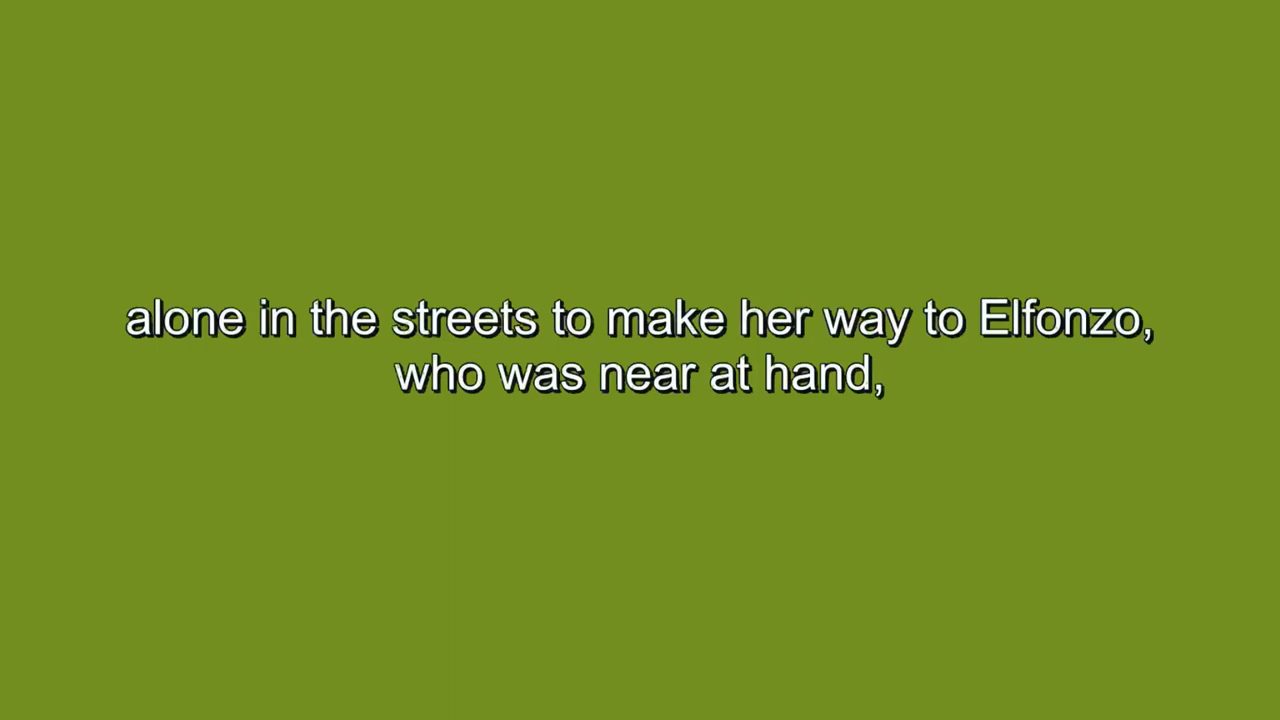 alone in the streets to make her way to Elfonzo,
who was near at hand,